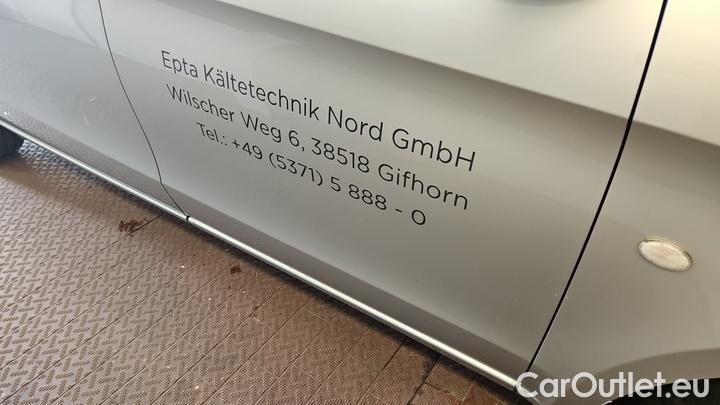 Epta Kältetechnik Nord GmbH
Wilscher Weg 6, 38518 Gifhorn
Tel.: +49 (5371) 5 888 - 0
CarOutlet.eu